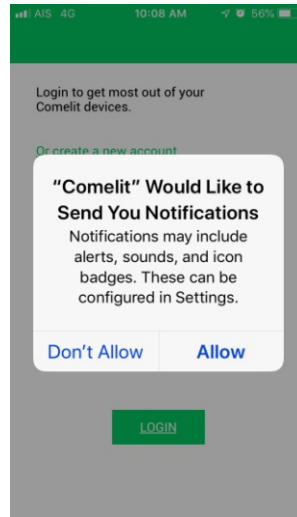 AIS 4G 10:08 AM 56%
Login to get most out of your
Comelit devices.
Or create a new account
“Comelit” Would Like to
Send You Notifications
Notifications may include
alerts, sounds, and icon
badges. These can be
configured in Settings.
Don’t Allow Allow
LOGIN